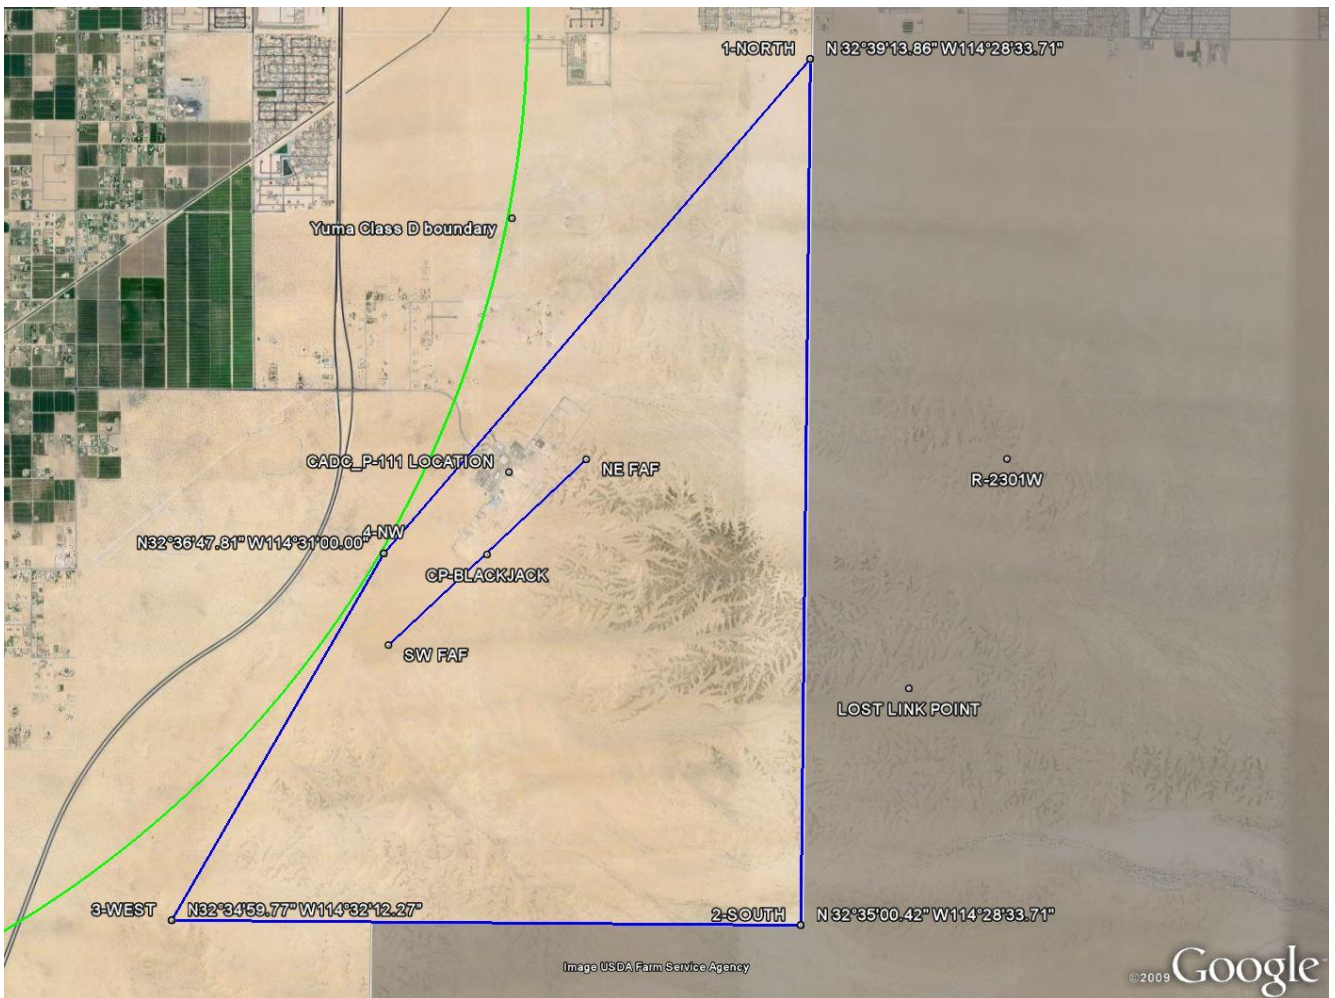 1-NORTH N 32°39'13.86" W114°28'33.71"
Yuma Class D boundary
CADC_P-111 LOCATION
NE FAF
R-2301W
4-NW
N32°36'47.81" W114°31'00.00"
CP-BLACKJACK
SW FAF
LOST LINK POINT
3-WEST N32°34'59.77" W114°32'12.27"
2-SOUTH N 32°35'00.42" W114°28'33.71"
Image USDA Farm Service Agency
©2009 Google